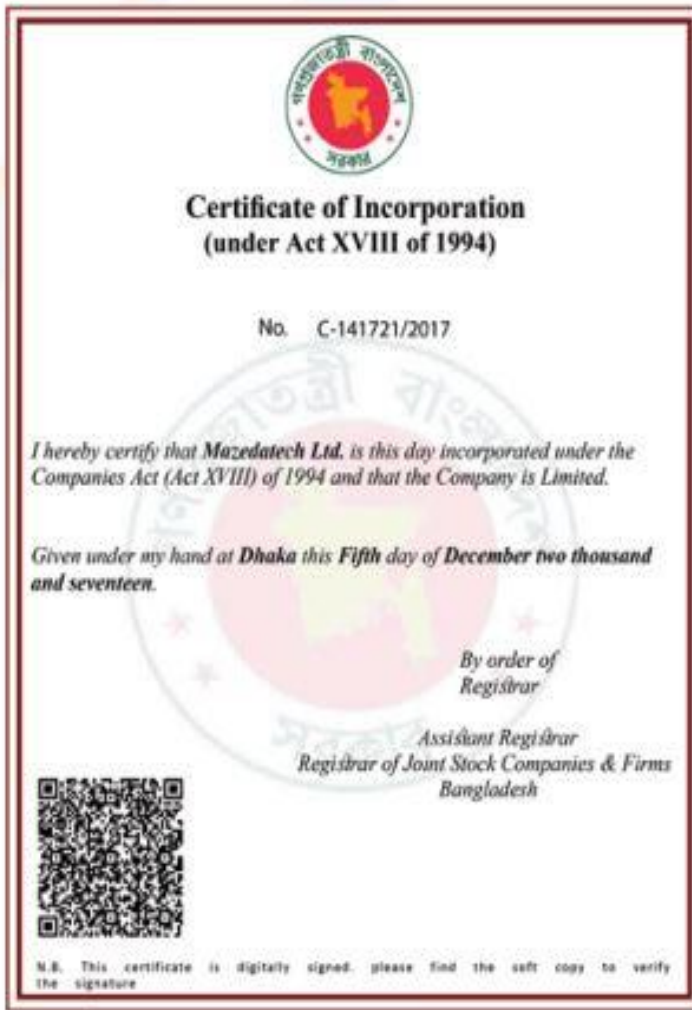 গণপ্রজাতন্ত্রী বাংলাদেশ
সরকার
Certificate of Incorporation
(under Act XVIII of 1994)
No. C-141721/2017
I hereby certify that Mazedatech Ltd. is this day incorporated under the
Companies Act (Act XVIII) of 1994 and that the Company is Limited.
Given under my hand at Dhaka this Fifth day of December two thousand
and seventeen.
By order of
Registrar
Assistant Registrar
Registrar of Joint Stock Companies & Firms
Bangladesh
N.B. This certificate is digitally signed. please find the soft copy to verify
the signature
গণপ্রজাতন্ত্রী বাংলাদেশ
সরকার